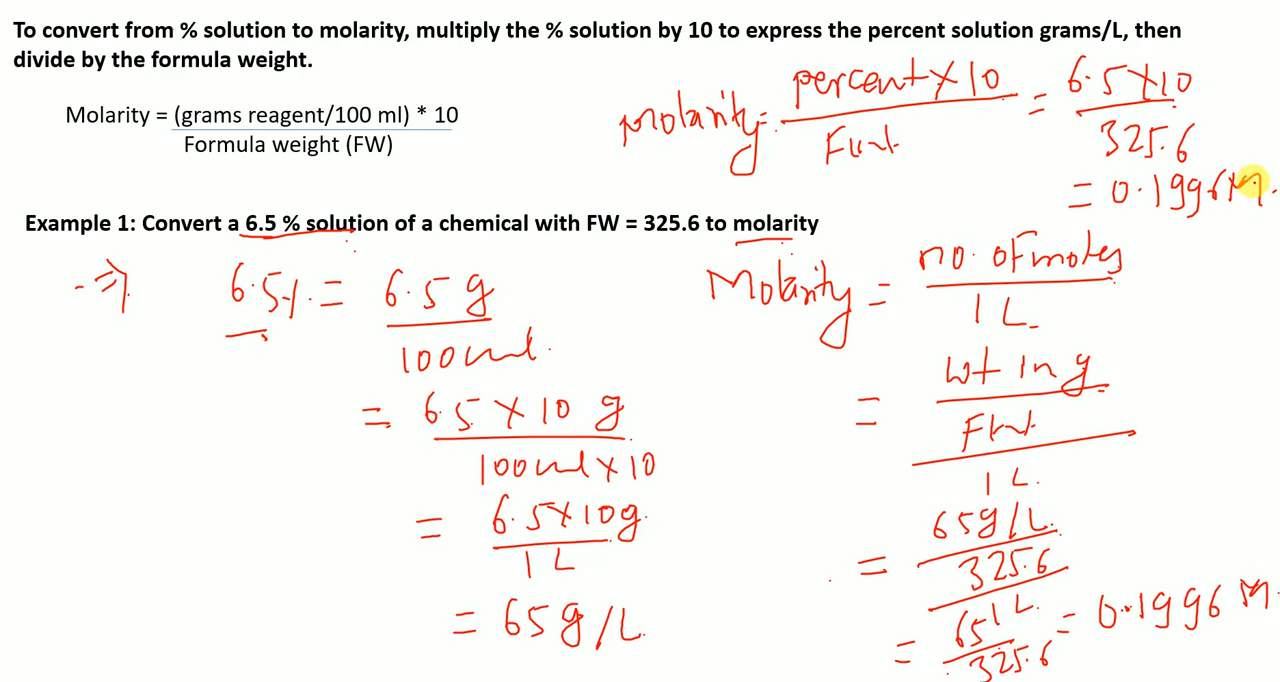 To convert from % solution to molarity, multiply the % solution by 10 to express the percent solution grams/L, then
divide by the formula weight.
Molarity = (grams reagent/100 ml) * 10
Formula weight (FW)
Molarity = percent × 10 / F.wt = 6.5 × 10 / 325.6
= 0.1996 M.
Example 1: Convert a 6.5 % solution of a chemical with FW = 325.6 to molarity
⇒ 6.5% = 6.5 g / 100 ml.
= 6.5 × 10 g / 100 ml × 10
= 6.5 × 10 g. / 1 L
= 65 g/L.
Molarity = no. of moles / 1 L.
= wt in g / F.wt / 1 L.
= 65 g/L. / 325.6 / 1 L.
= 65 / 325.6 = 0.1996 M.